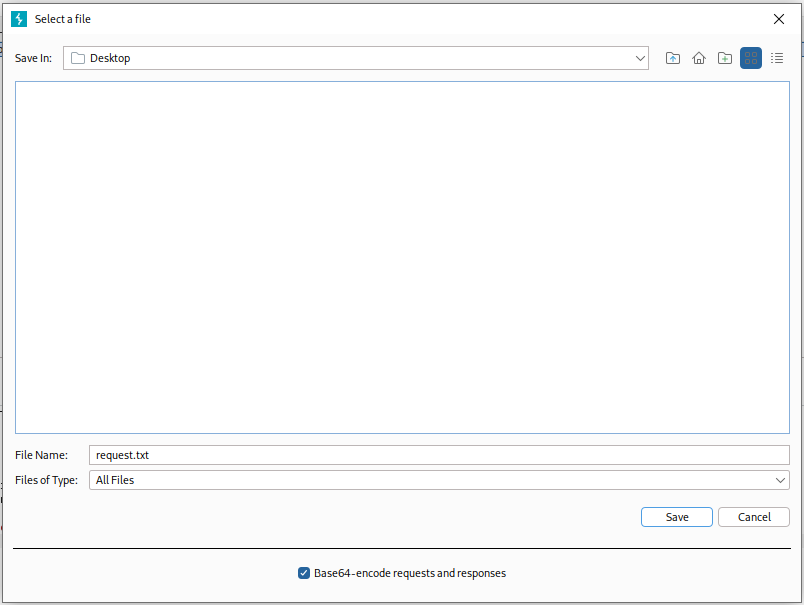 Select a file
Save In: Desktop
File Name: request.txt
Files of Type: All Files
Save Cancel
Base64-encode requests and responses